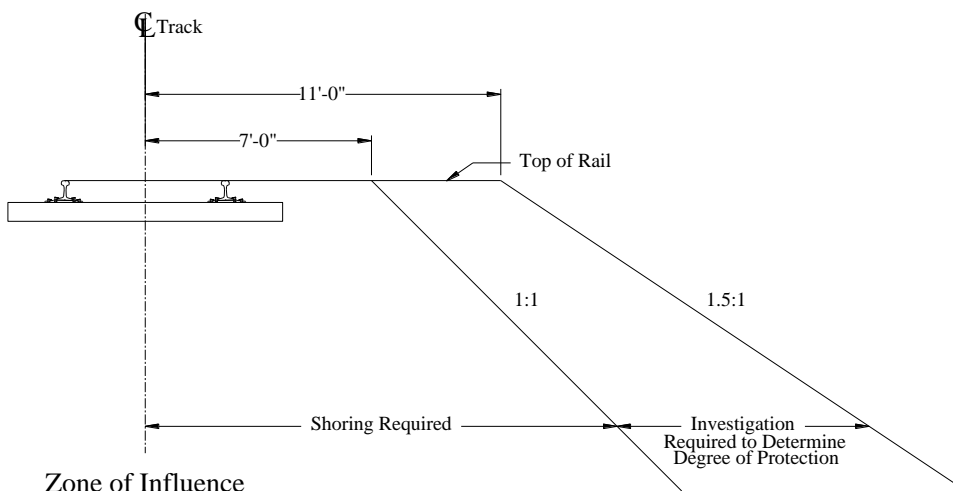 ℄ Track
11'-0"
7'-0"
Top of Rail
1:1
1.5:1
Shoring Required
Investigation
Required to Determine
Degree of Protection
Zone of Influence